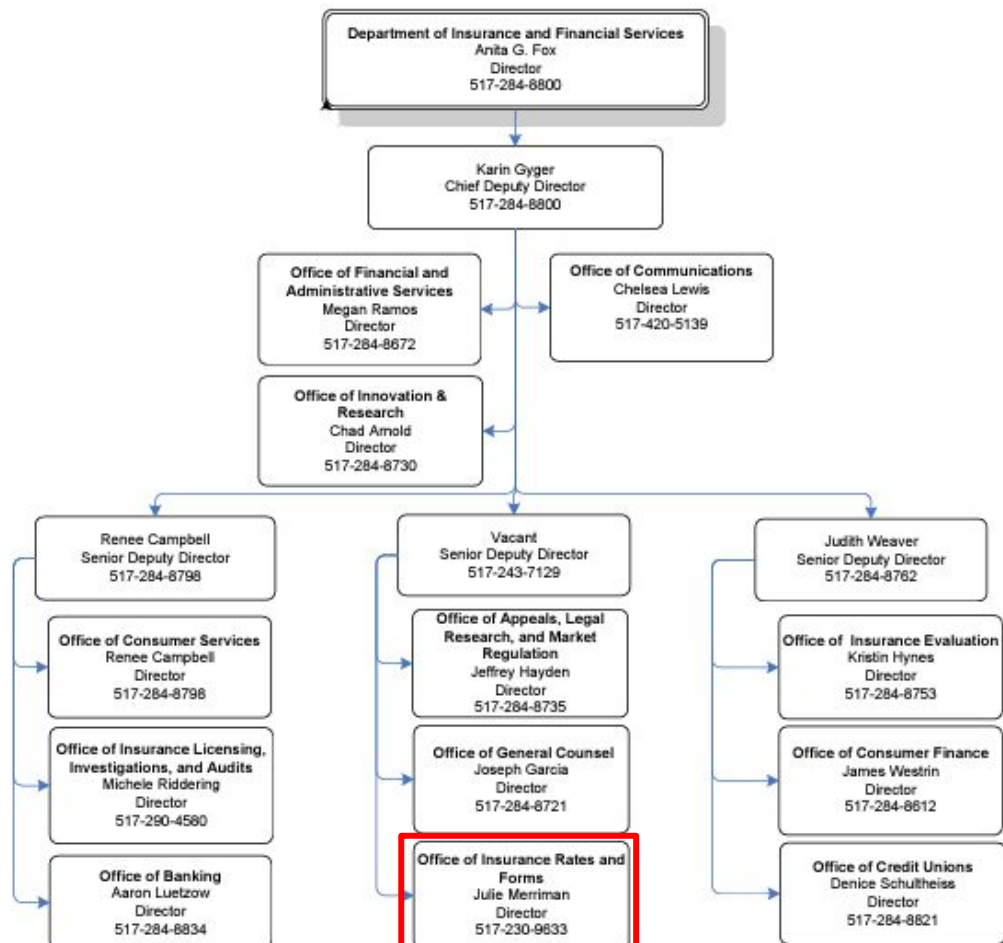 Department of Insurance and Financial Services
Anita G. Fox
Director
517-284-8800
Karin Gyger
Chief Deputy Director
517-284-8800
Office of Financial and
Administrative Services
Megan Ramos
Director
517-284-8672
Office of Communications
Chelsea Lewis
Director
517-420-5139
Office of Innovation &
Research
Chad Arnold
Director
517-284-8730
Renee Campbell
Senior Deputy Director
517-284-8798
Vacant
Senior Deputy Director
517-243-7129
Judith Weaver
Senior Deputy Director
517-284-8762
Office of Consumer Services
Renee Campbell
Director
517-284-8798
Office of Appeals, Legal
Research, and Market
Regulation
Jeffrey Hayden
Director
517-284-8735
Office of Insurance Evaluation
Kristin Hynes
Director
517-284-8753
Office of Insurance Licensing,
Investigations, and Audits
Michele Riddering
Director
517-290-4580
Office of General Counsel
Joseph Garcia
Director
517-284-8721
Office of Consumer Finance
James Westrin
Director
517-284-8612
Office of Banking
Aaron Luetzow
Director
517-284-8834
Office of Insurance Rates and
Forms
Julie Merriman
Director
517-230-9633
Office of Credit Unions
Denice Schultheiss
Director
517-284-8821